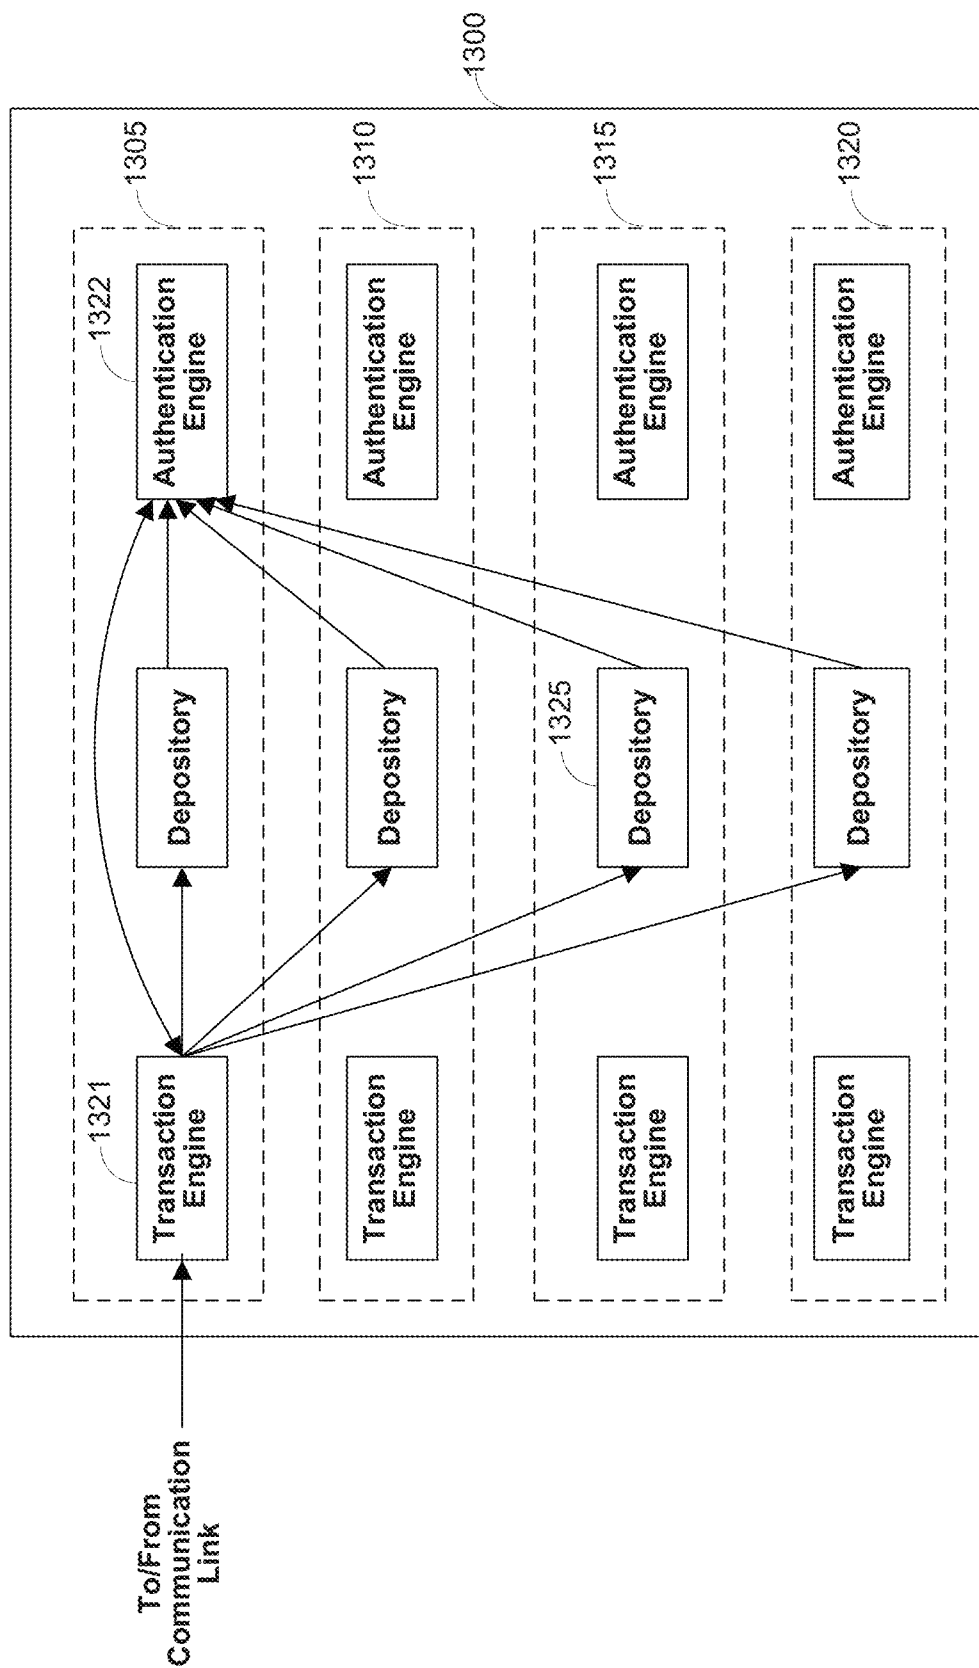 1300
1305
1322
Authentication
Engine
Depository
1321
Transaction
Engine
To/From
Communication
Link
1310
Authentication
Engine
Depository
Transaction
Engine
1315
Authentication
Engine
1325
Depository
Transaction
Engine
1320
Authentication
Engine
Depository
Transaction
Engine